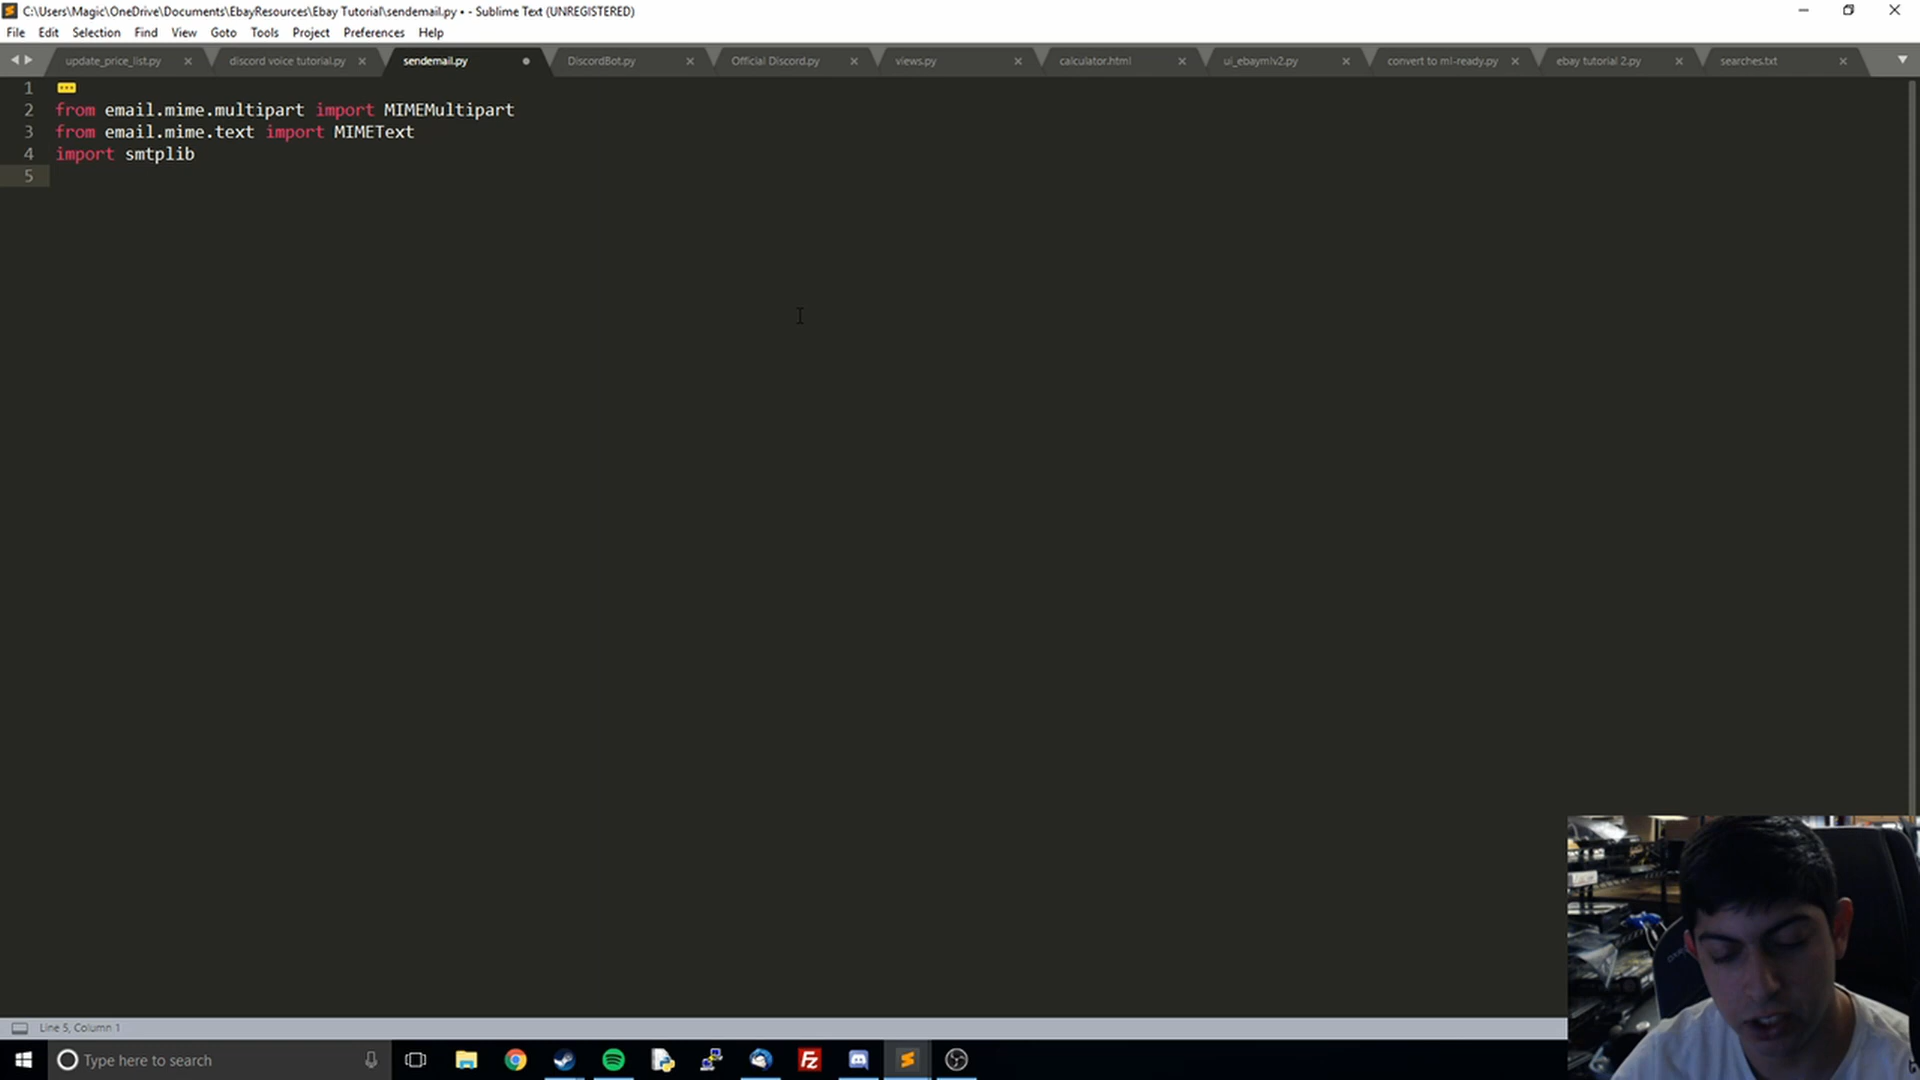 C:\Users\Magic\OneDrive\Documents\EbayResources\Ebay Tutorial\sendemail.py • - Sublime Text (UNREGISTERED)
File Edit Selection Find View Goto Tools Project Preferences Help
update_price_list.py discord voice tutorial.py sendemail.py DiscordBot.py Official Discord.py views.py calculator.html ui_ebaymlv2.py convert to ml-ready.py ebay tutorial 2.py searches.txt
1
2 from email.mime.multipart import MIMEMultipart
3 from email.mime.text import MIMEText
4 import smtplib
5
Line 5, Column 1
Type here to search